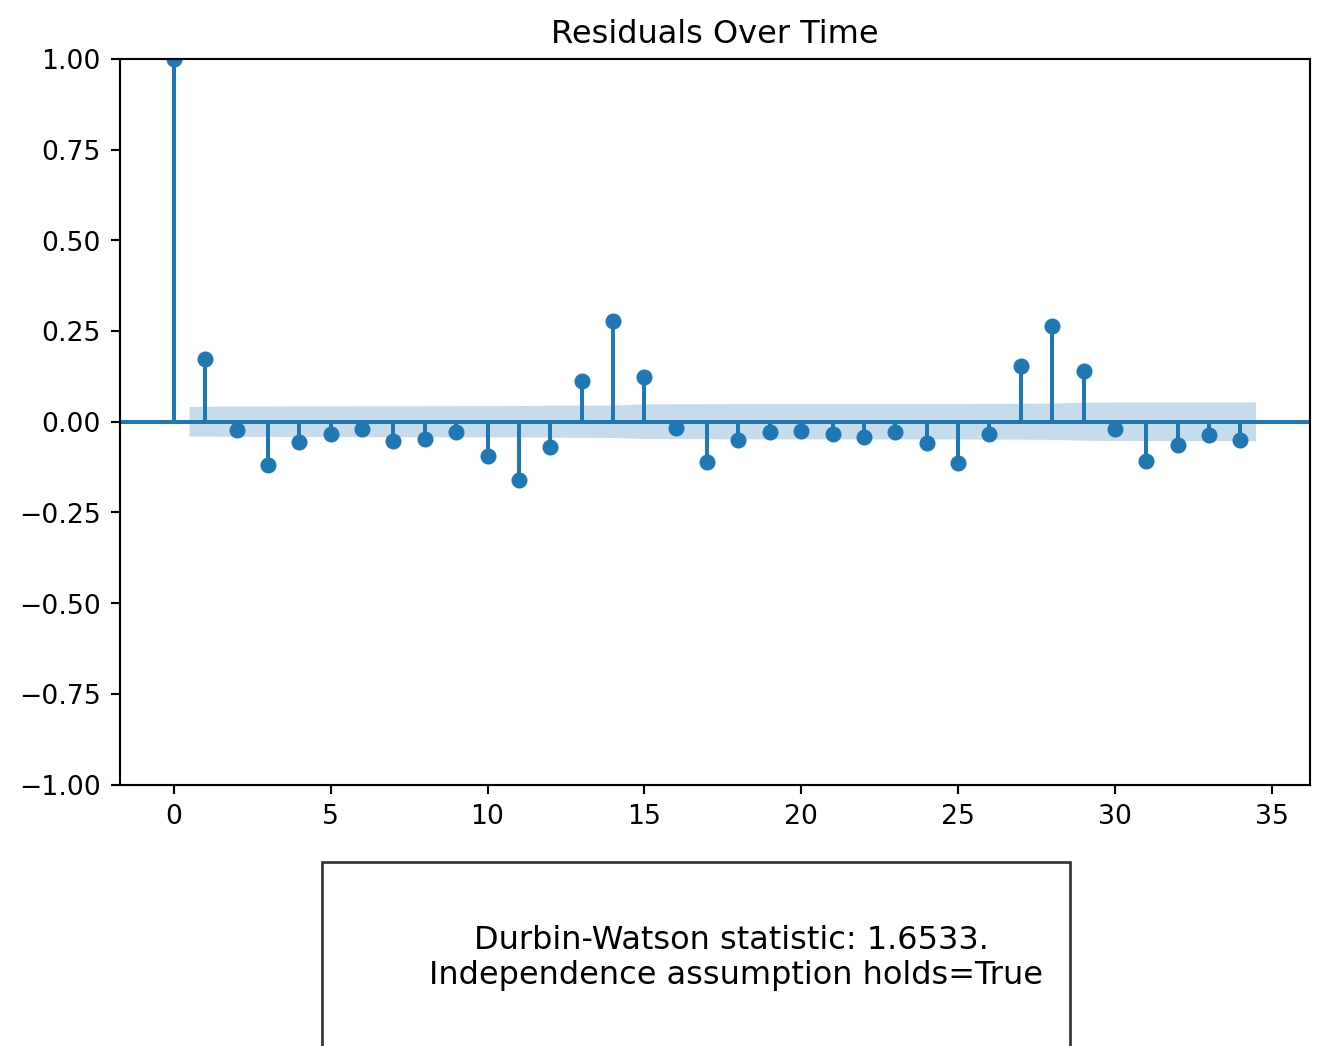 Residuals Over Time
1.00
0.75
0.50
0.25
0.00
−0.25
−0.50
−0.75
−1.00
0 5 10 15 20 25 30 35
Durbin-Watson statistic: 1.6533.
Independence assumption holds=True